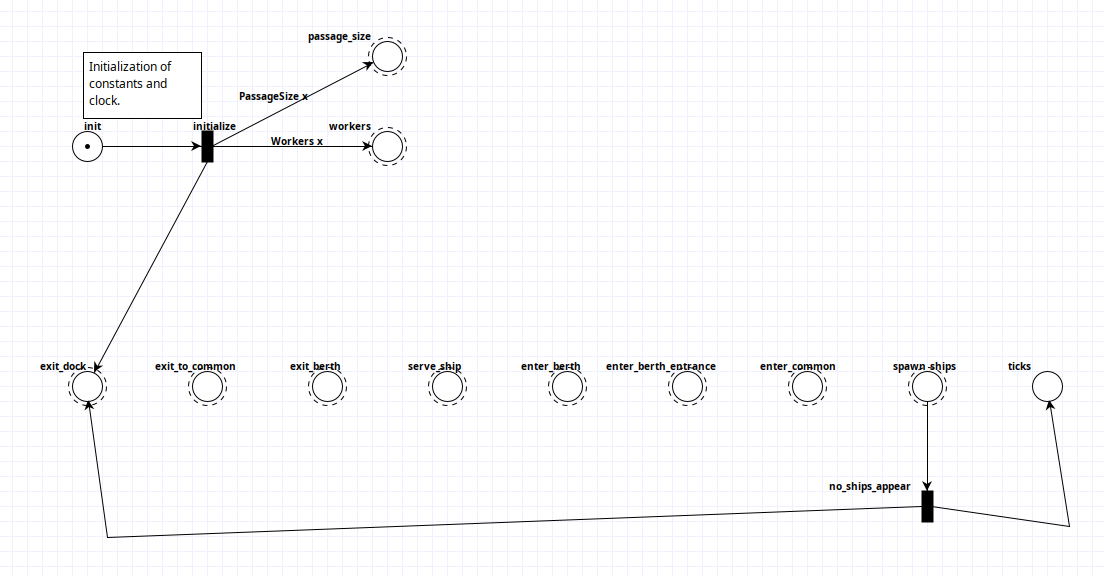 passage_size
Initialization of
constants and
clock.
PassageSize x
init
initialize
workers
Workers x
exit_dock
exit_to_common
exit_berth
serve_ship
enter_berth
enter_berth_entrance
enter_common
spawn_ships
ticks
no_ships_appear